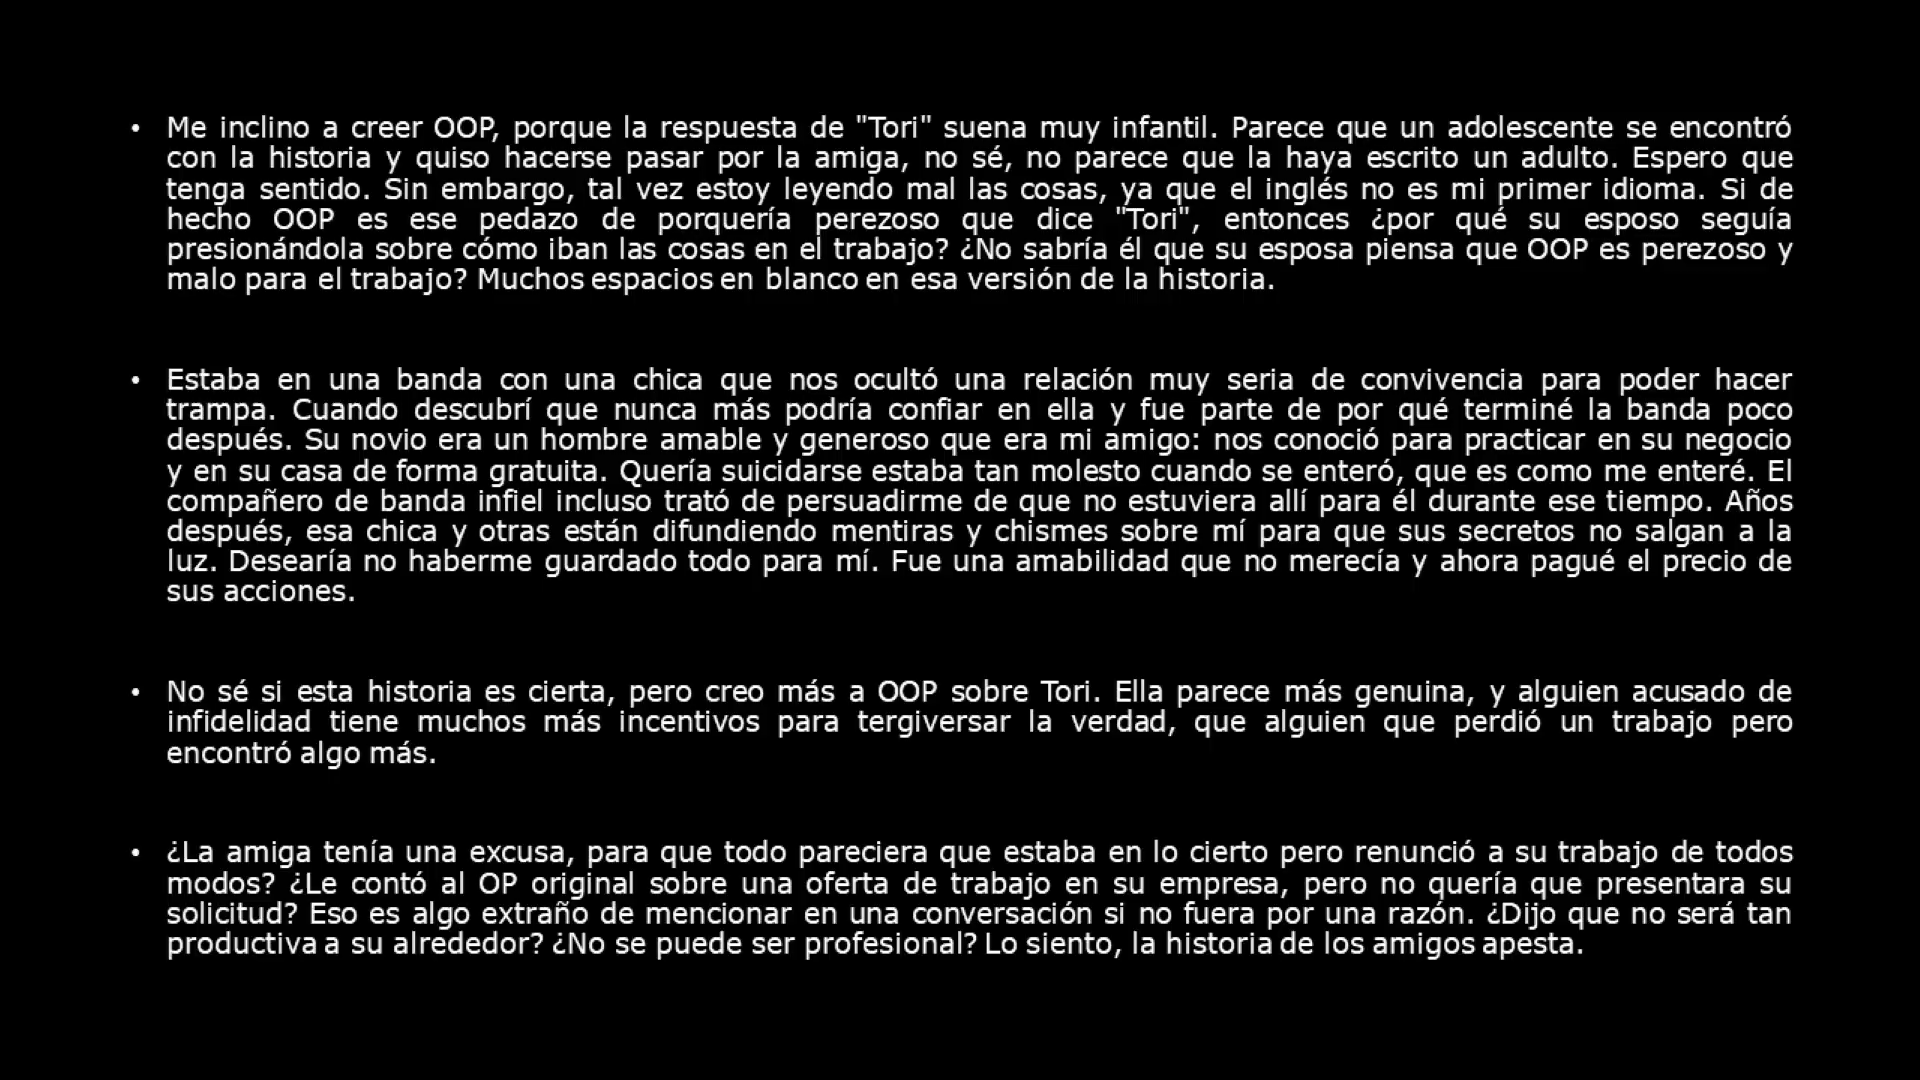 • Me inclino a creer OOP, porque la respuesta de "Tori" suena muy infantil. Parece que un adolescente se encontró
con la historia y quiso hacerse pasar por la amiga, no sé, no parece que la haya escrito un adulto. Espero que
tenga sentido. Sin embargo, tal vez estoy leyendo mal las cosas, ya que el inglés no es mi primer idioma. Si de
hecho OOP es ese pedazo de porquería perezoso que dice "Tori", entonces ¿por qué su esposo seguía
presionándola sobre cómo iban las cosas en el trabajo? ¿No sabría él que su esposa piensa que OOP es perezoso y
malo para el trabajo? Muchos espacios en blanco en esa versión de la historia.
• Estaba en una banda con una chica que nos ocultó una relación muy seria de convivencia para poder hacer
trampa. Cuando descubrí que nunca más podría confiar en ella y fue parte de por qué terminé la banda poco
después. Su novio era un hombre amable y generoso que era mi amigo: nos conoció para practicar en su negocio
y en su casa de forma gratuita. Quería suicidarse estaba tan molesto cuando se enteró, que es como me enteré. El
compañero de banda infiel incluso trató de persuadirme de que no estuviera allí para él durante ese tiempo. Años
después, esa chica y otras están difundiendo mentiras y chismes sobre mí para que sus secretos no salgan a la
luz. Desearía no haberme guardado todo para mí. Fue una amabilidad que no merecía y ahora pagué el precio de
sus acciones.
• No sé si esta historia es cierta, pero creo más a OOP sobre Tori. Ella parece más genuina, y alguien acusado de
infidelidad tiene muchos más incentivos para tergiversar la verdad, que alguien que perdió un trabajo pero
encontró algo más.
• ¿La amiga tenía una excusa, para que todo pareciera que estaba en lo cierto pero renunció a su trabajo de todos
modos? ¿Le contó al OP original sobre una oferta de trabajo en su empresa, pero no quería que presentara su
solicitud? Eso es algo extraño de mencionar en una conversación si no fuera por una razón. ¿Dijo que no será tan
productiva a su alrededor? ¿No se puede ser profesional? Lo siento, la historia de los amigos apesta.